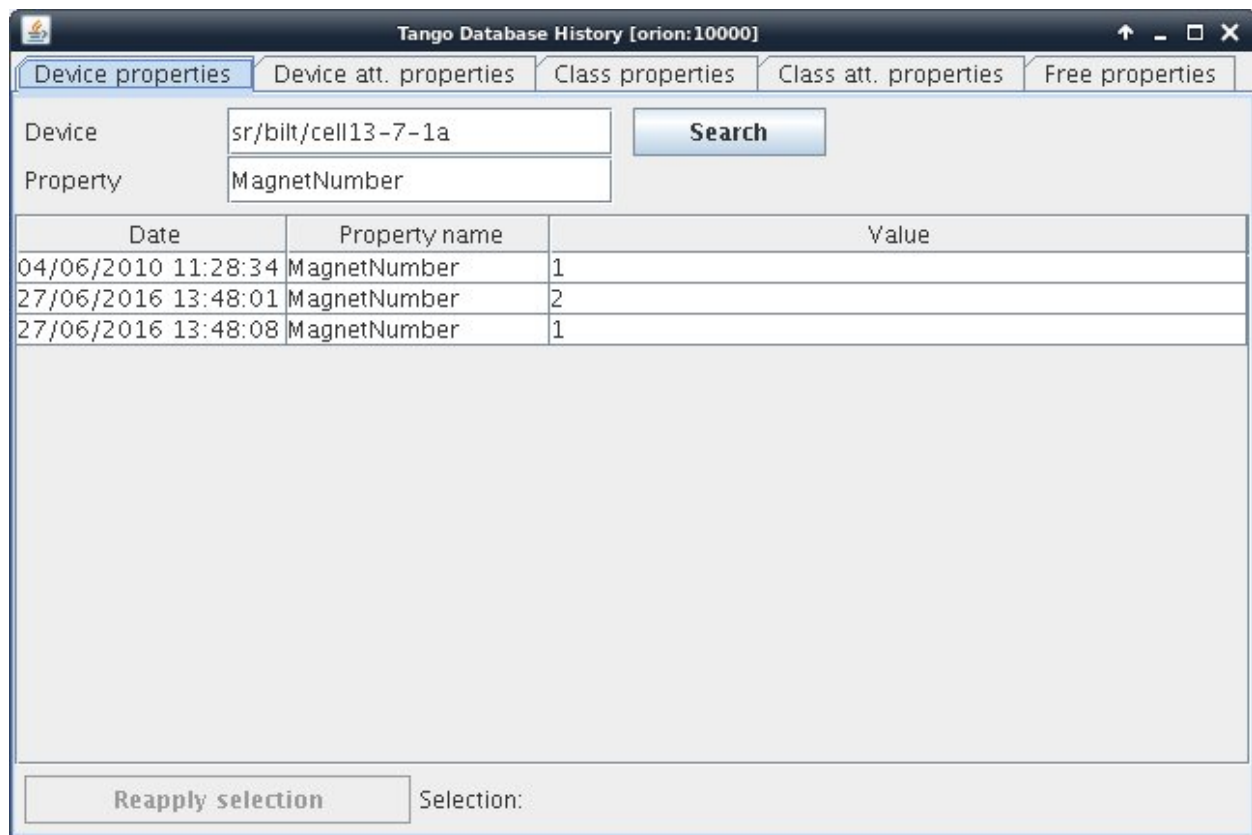 Tango Database History [orion:10000]
Device properties Device att. properties Class properties Class att. properties Free properties
Device sr/bilt/cell13-7-1a Search
Property MagnetNumber
Date Property name Value
04/06/2010 11:28:34 MagnetNumber 1
27/06/2016 13:48:01 MagnetNumber 2
27/06/2016 13:48:08 MagnetNumber 1
Reapply selection Selection: